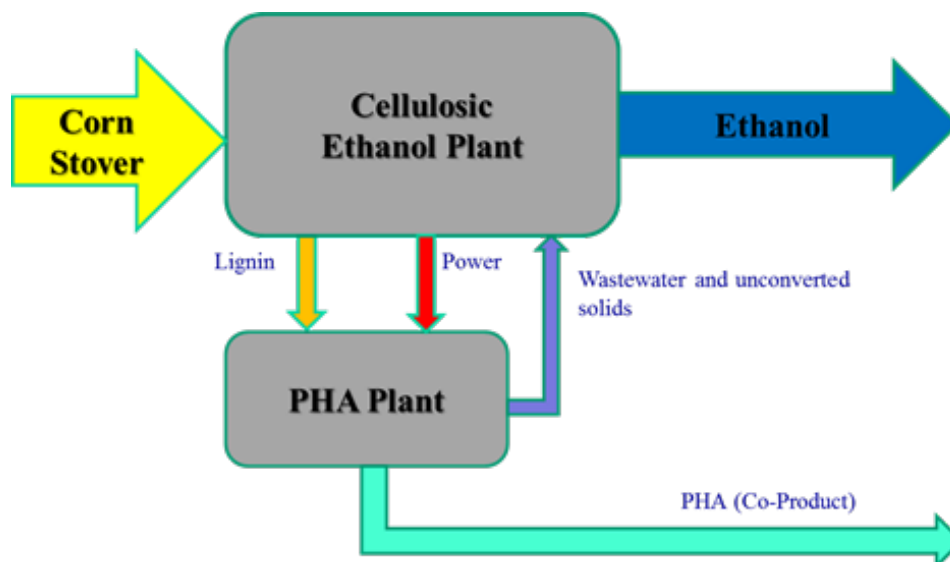 Corn
Stover
Cellulosic
Ethanol Plant
Ethanol
Lignin
Power
Wastewater and unconverted
solids
PHA Plant
PHA (Co-Product)